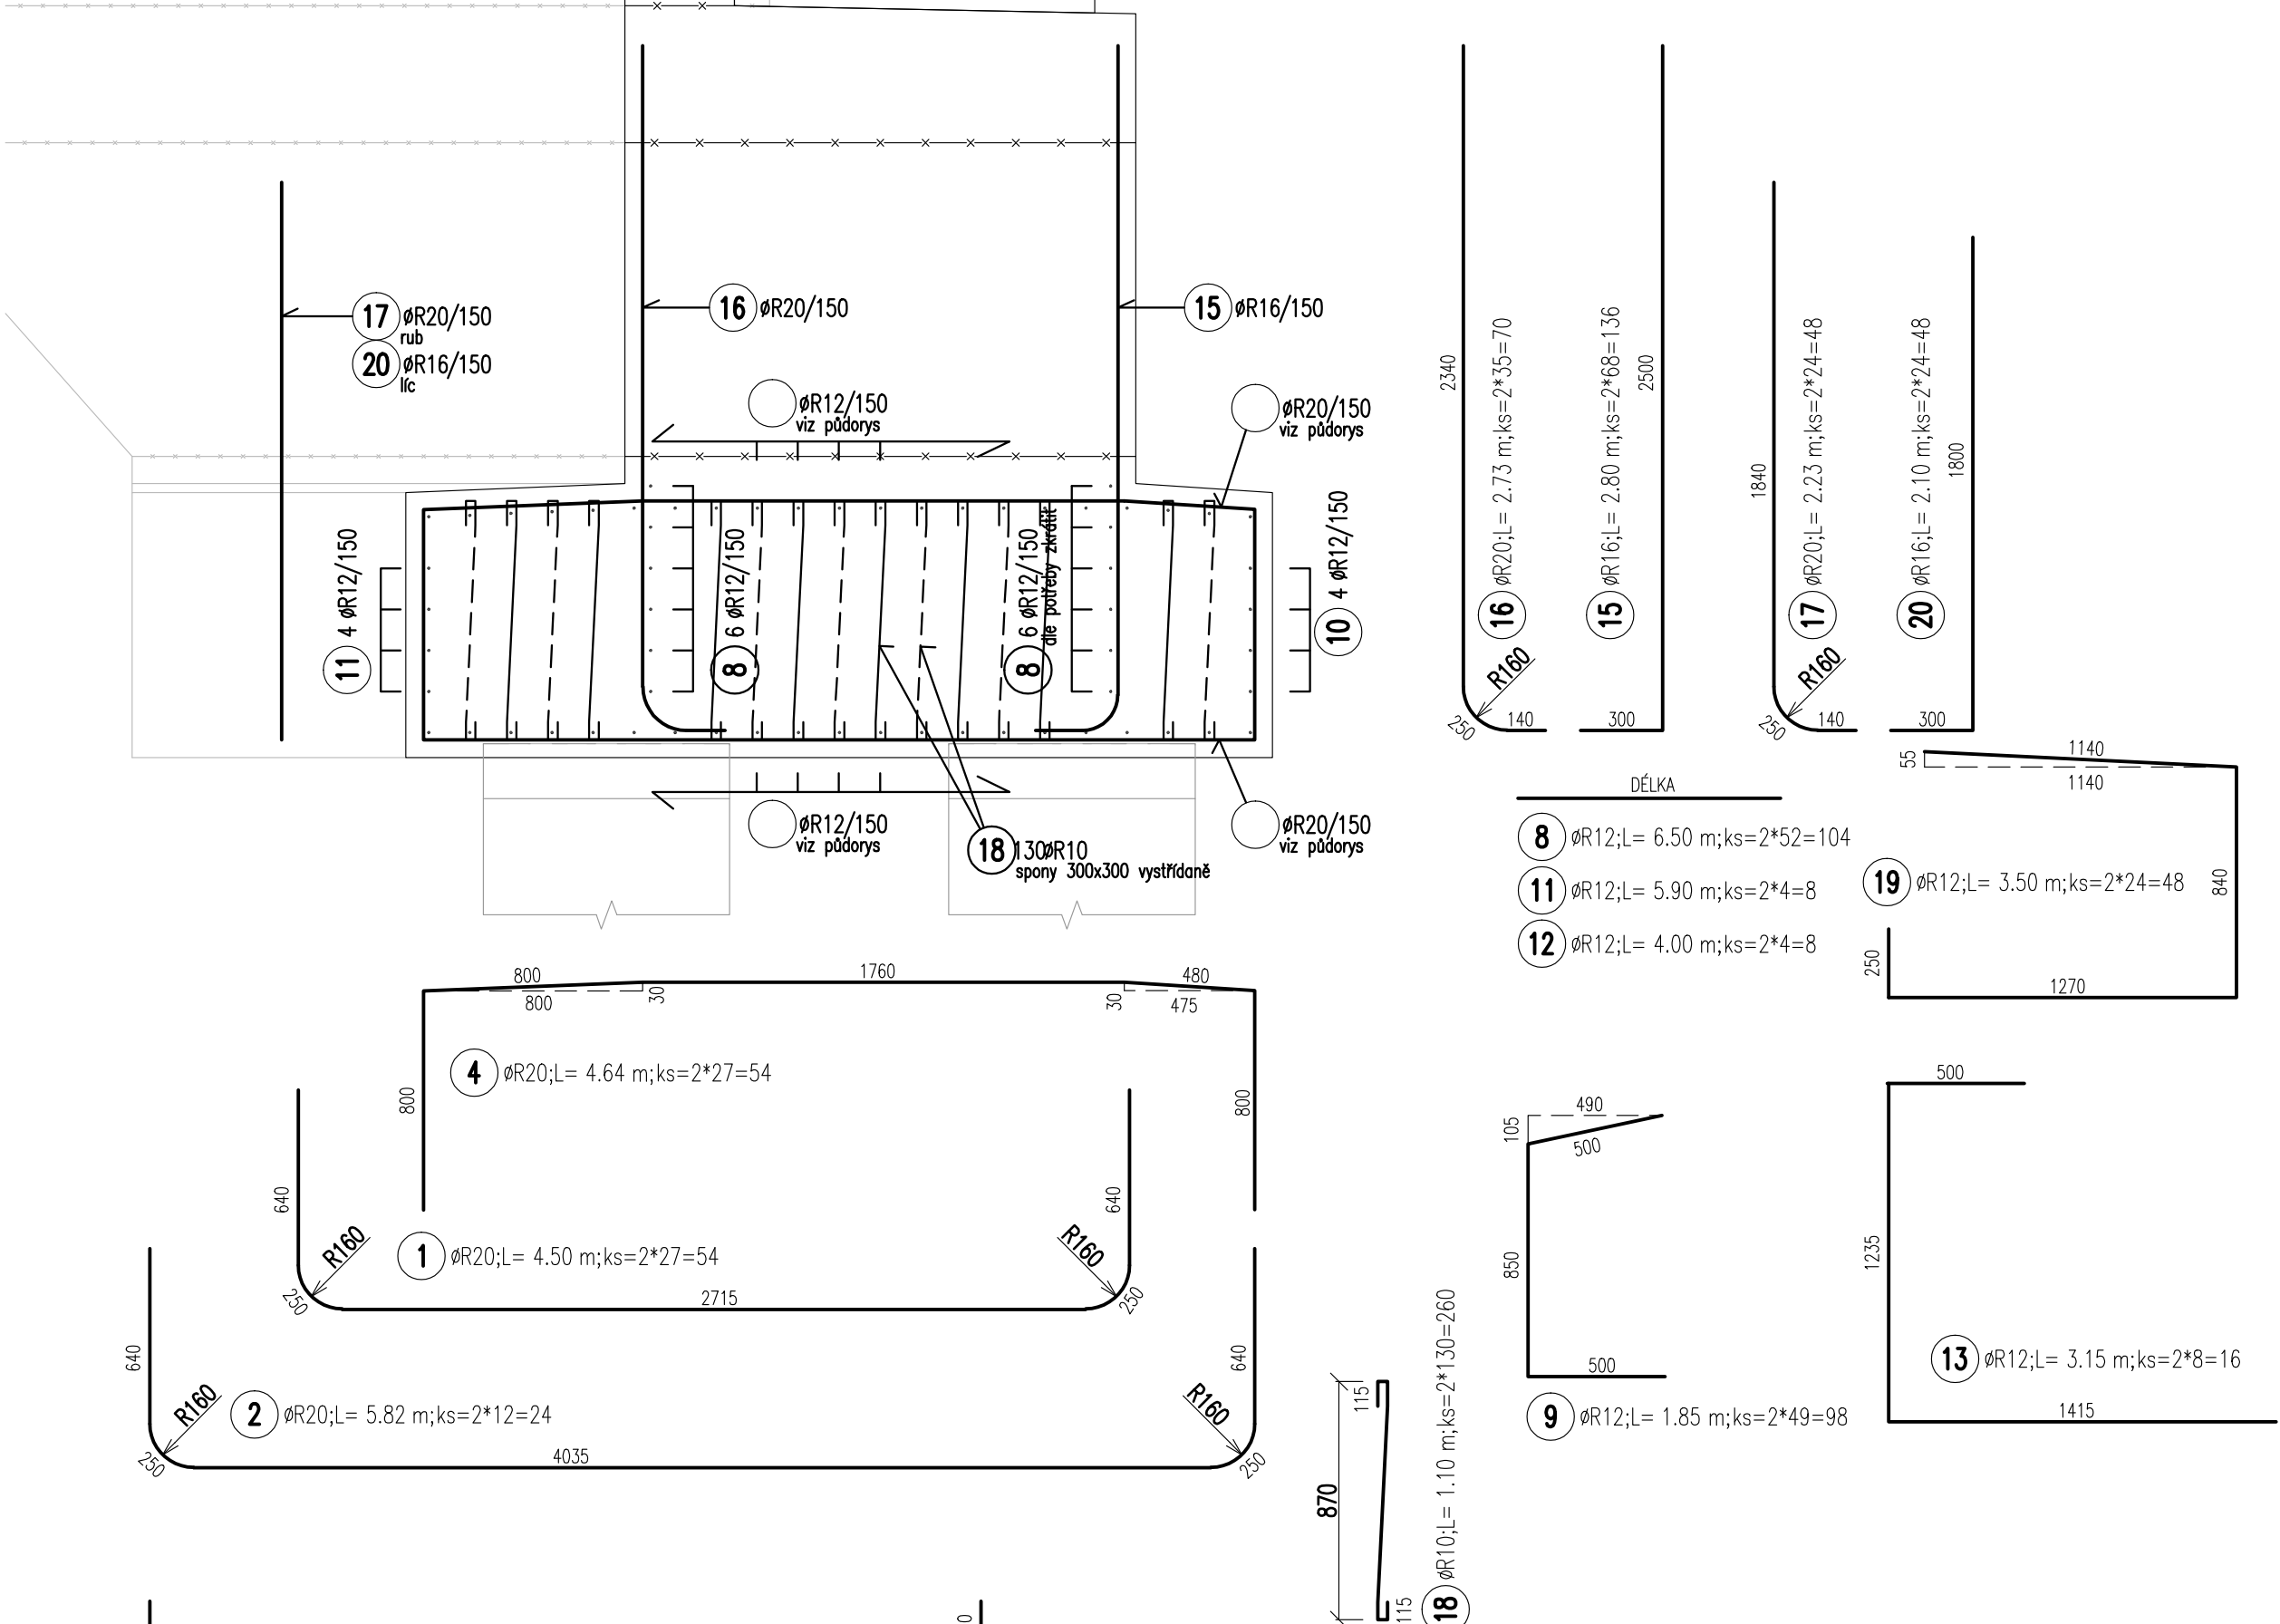 17 øR20/150
rub
20 øR16/150
líc
16 øR20/150
15 øR16/150
øR12/150
viz půdorys
øR20/150
viz půdorys
11 4 øR12/150
8 6 øR12/150
8 6 øR12/150
dle potřeby zkrátit
10 4 øR12/150
øR12/150
viz půdorys
18 130øR10
spony 300x300 vystřídaně
øR20/150
viz půdorys
2340
16 øR20;L= 2.73 m;ks=2*35=70
R160
250
140
15 øR16;L= 2.80 m;ks=2*68=136
2500
300
1840
17 øR20;L= 2.23 m;ks=2*24=48
R160
250
140
20 øR16;L= 2.10 m;ks=2*24=48
1800
300
DÉLKA
8 øR12;L= 6.50 m;ks=2*52=104
11 øR12;L= 5.90 m;ks=2*4=8
12 øR12;L= 4.00 m;ks=2*4=8
55
1140
1140
19 øR12;L= 3.50 m;ks=2*24=48
840
250
1270
800
800
30
1760
30
480
475
4 øR20;L= 4.64 m;ks=2*27=54
800
800
640
640
R160
R160
1 øR20;L= 4.50 m;ks=2*27=54
250
2715
250
640
640
R160
R160
2 øR20;L= 5.82 m;ks=2*12=24
250
4035
250
115
870
115
18 øR10;L= 1.10 m;ks=2*130=260
490
105
500
850
500
9 øR12;L= 1.85 m;ks=2*49=98
500
1235
13 øR12;L= 3.15 m;ks=2*8=16
1415